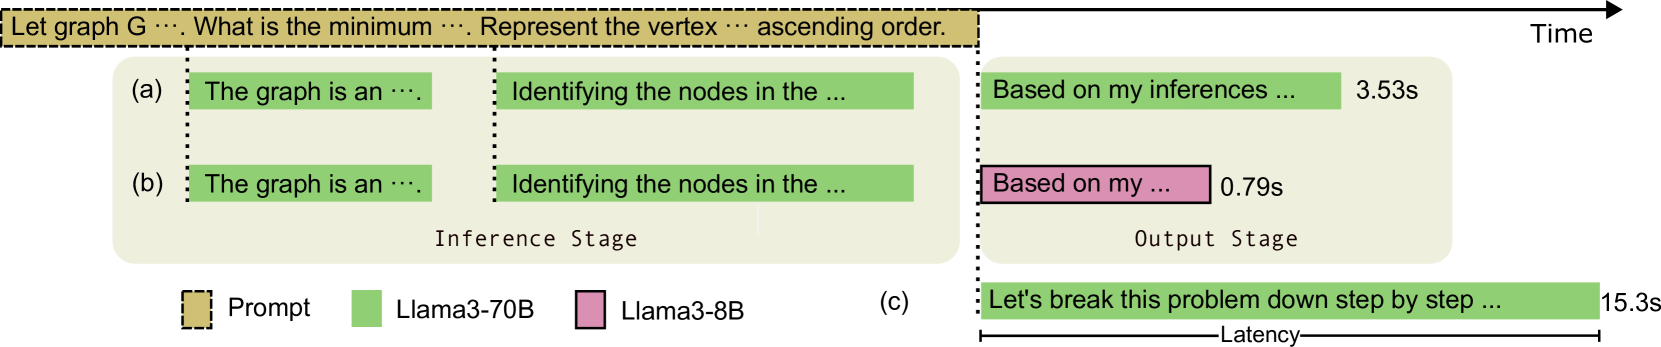 Let graph G ···. What is the minimum ···. Represent the vertex ··· ascending order.
Time
(a) The graph is an ···. Identifying the nodes in the ... Based on my inferences ... 3.53s
(b) The graph is an ···. Identifying the nodes in the ... Based on my ... 0.79s
Inference Stage Output Stage
Prompt Llama3-70B Llama3-8B (c) Let's break this problem down step by step ... 15.3s
Latency